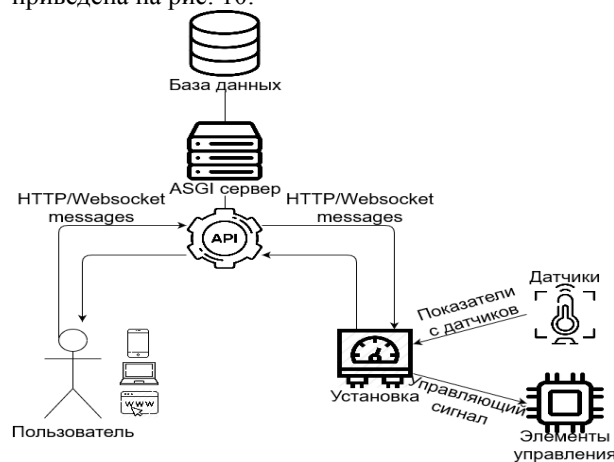 приведена на рис. 10.
База данных
ASGI сервер
HTTP/Websocket
messages
HTTP/Websocket
messages
API
Датчики
Показатели
с датчиков
Установка
Управляющий
сигнал
www
Пользователь
Элементы
управления